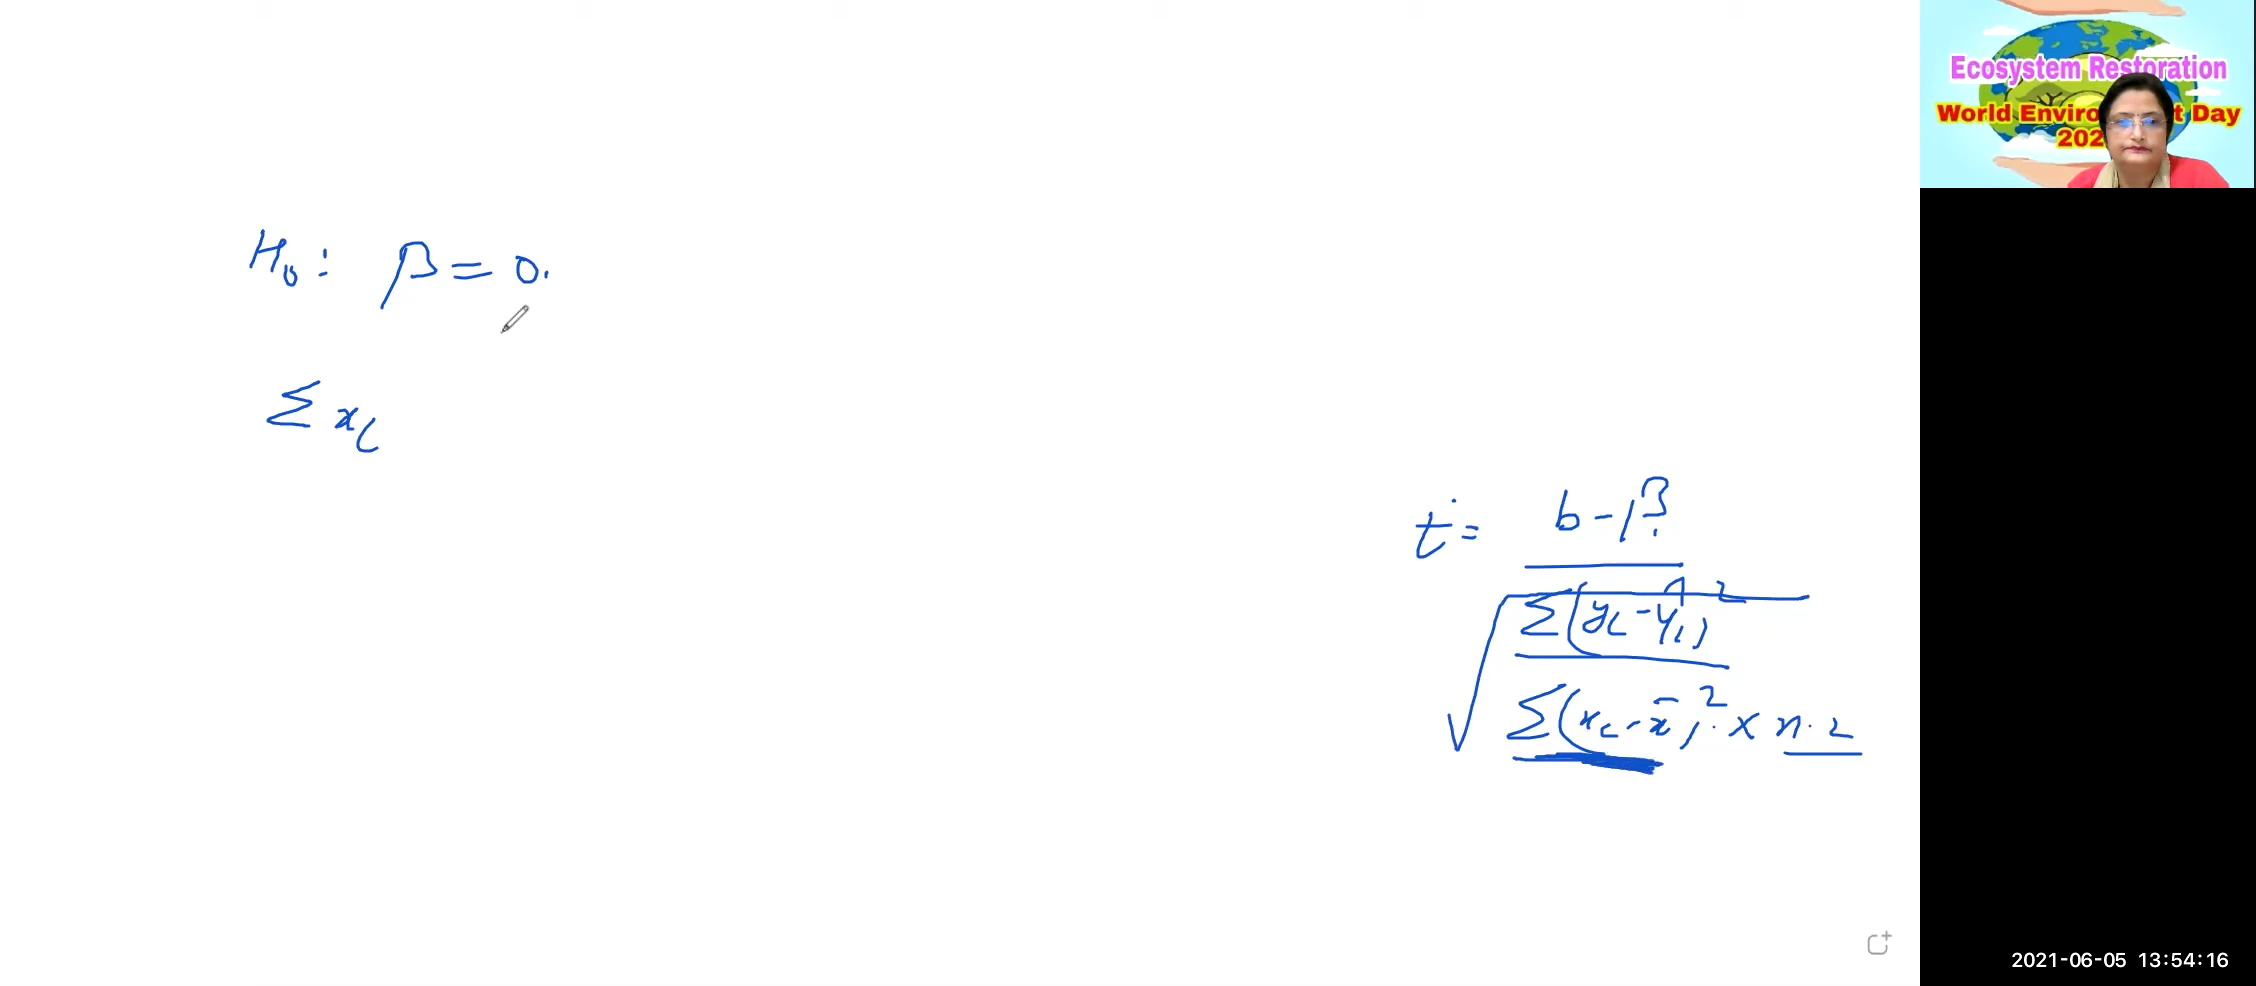 H₀: β = 0.
Σ xᵢ
t = b - β
√ Σ(yᵢ - ŷᵢ)²
Σ(xᵢ - x̄)² × n - 2
Ecosystem Restoration
World Enviro t Day
202
2021-06-05 13:54:16